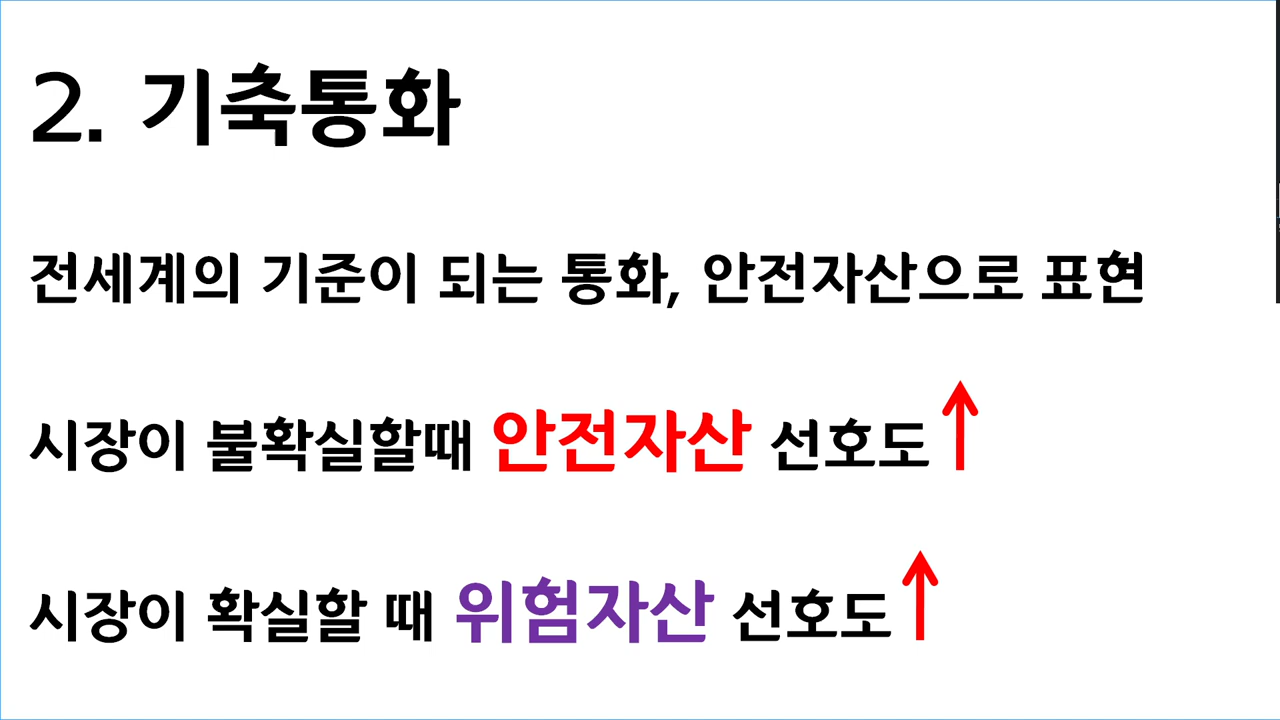 2. 기축통화
전세계의 기준이 되는 통화, 안전자산으로 표현
시장이 불확실할때 안전자산 선호도↑
시장이 확실할 때 위험자산 선호도↑